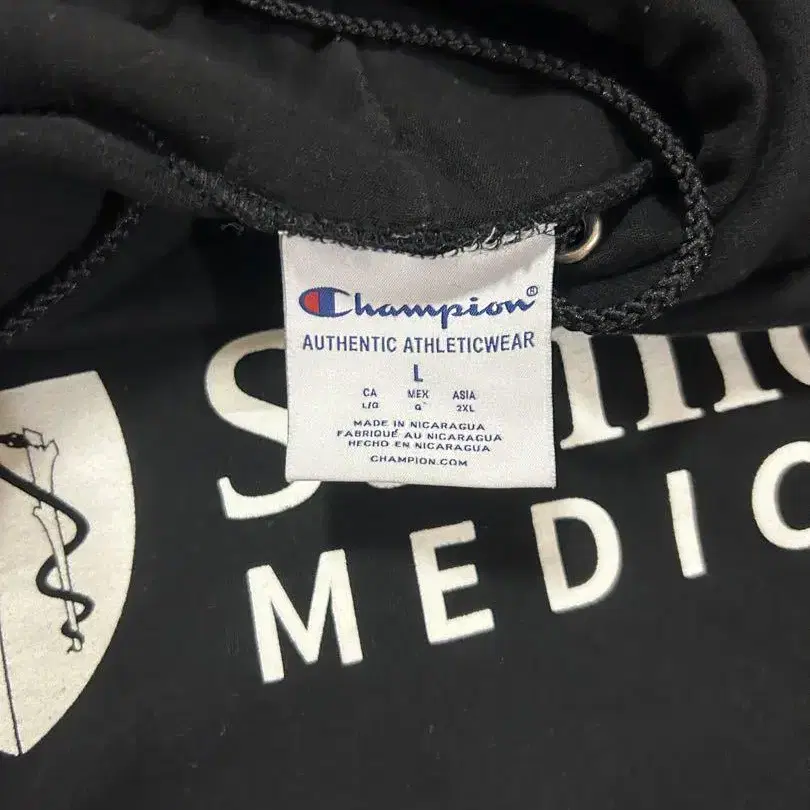 Champion®
AUTHENTIC ATHLETICWEAR
L
CA MEX ASIA
L/G G 2XL
MADE IN NICARAGUA
FABRIQUÉ AU NICARAGUA
HECHO EN NICARAGUA
CHAMPION.COM
MEDIC